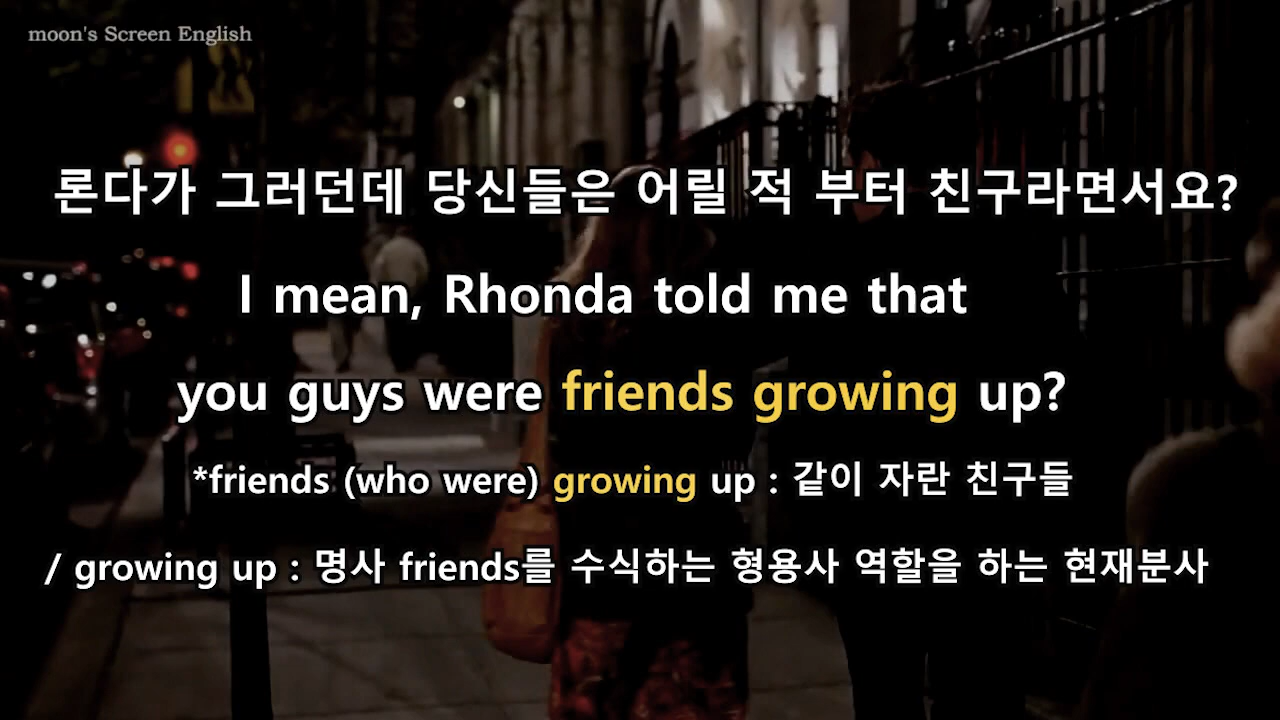 moon's Screen English
론다가 그러던데 당신들은 어릴 적 부터 친구라면서요?
I mean, Rhonda told me that
you guys were friends growing up?
*friends (who were) growing up : 같이 자란 친구들
/ growing up : 명사 friends를 수식하는 형용사 역할을 하는 현재분사